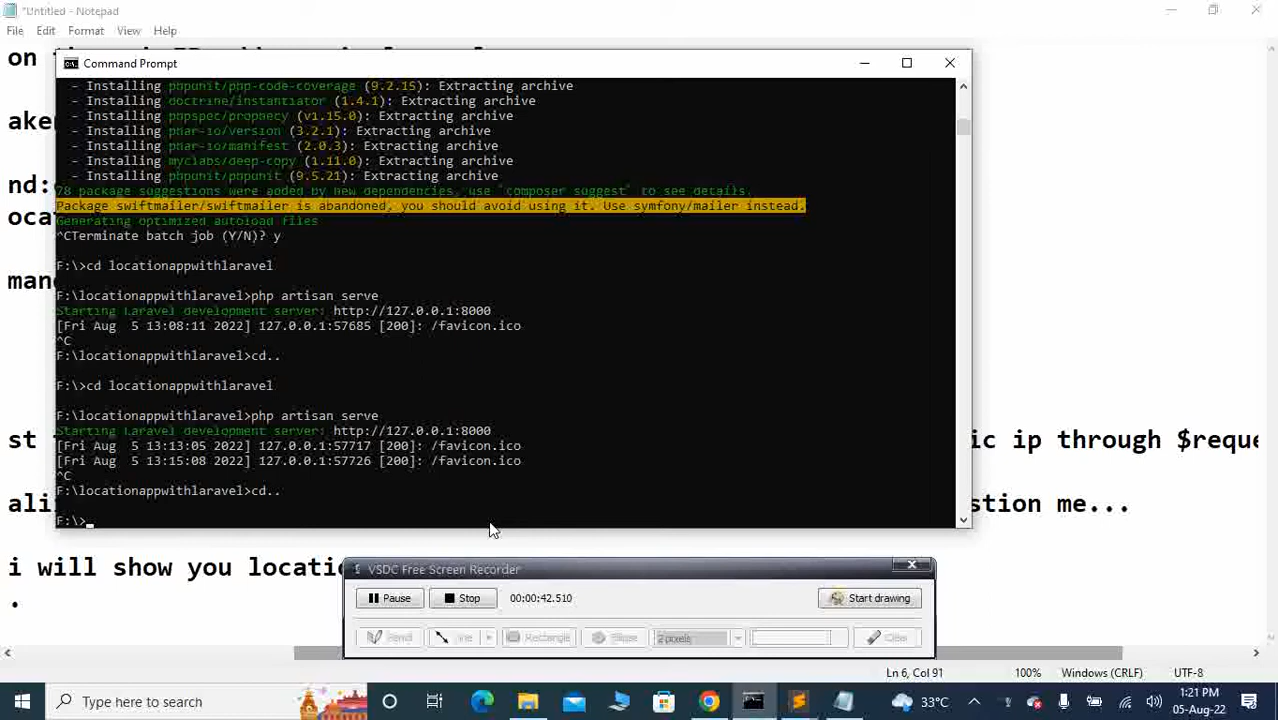 *Untitled - Notepad
File Edit Format View Help
on
Command Prompt
- Installing phpunit/php-code-coverage (9.2.15): Extracting archive
- Installing doctrine/instantiator (1.4.1): Extracting archive
- Installing phpspec/prophecy (v1.15.0): Extracting archive
- Installing phar-io/version (3.2.1): Extracting archive
- Installing phar-io/manifest (2.0.3): Extracting archive
- Installing myclabs/deep-copy (1.11.0): Extracting archive
- Installing phpunit/phpunit (9.5.21): Extracting archive
78 package suggestions were added by new dependencies, use `composer suggest` to see details.
Package swiftmailer/swiftmailer is abandoned, you should avoid using it. Use symfony/mailer instead.
Generating optimized autoload files
^CTerminate batch job (Y/N)? y
F:\>cd locationappwithlaravel
F:\locationappwithlaravel>php artisan serve
Starting Laravel development server: http://127.0.0.1:8000
[Fri Aug  5 13:08:11 2022] 127.0.0.1:57685 [200]: /favicon.ico
^C
F:\locationappwithlaravel>cd..
F:\>cd locationappwithlaravel
F:\locationappwithlaravel>php artisan serve
Starting Laravel development server: http://127.0.0.1:8000
[Fri Aug  5 13:13:05 2022] 127.0.0.1:57717 [200]: /favicon.ico
[Fri Aug  5 13:15:08 2022] 127.0.0.1:57726 [200]: /favicon.ico
^C
F:\locationappwithlaravel>cd..
F:\>
ake
nd:
oca
man
st ic ip through $reque
ali stion me...
i will show you locati
.
VSDC Free Screen Recorder
Pause Stop 00:00:42.510 Start drawing
Pencil Line Rectangle Ellipse 2 pixels Clear
Ln 6, Col 91 100% Windows (CRLF) UTF-8
Type here to search 33°C 1:21 PM
05-Aug-22